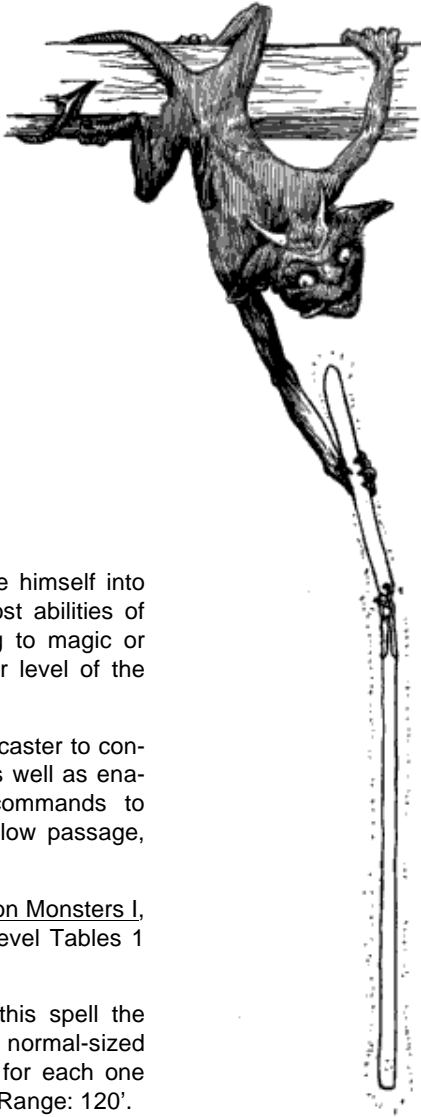 e himself into
ost abilities of
g to magic or
r level of the
caster to con-
s well as ena-
commands to
low passage,
on Monsters I,
evel Tables 1
this spell the
normal-sized
for each one
Range: 120’.